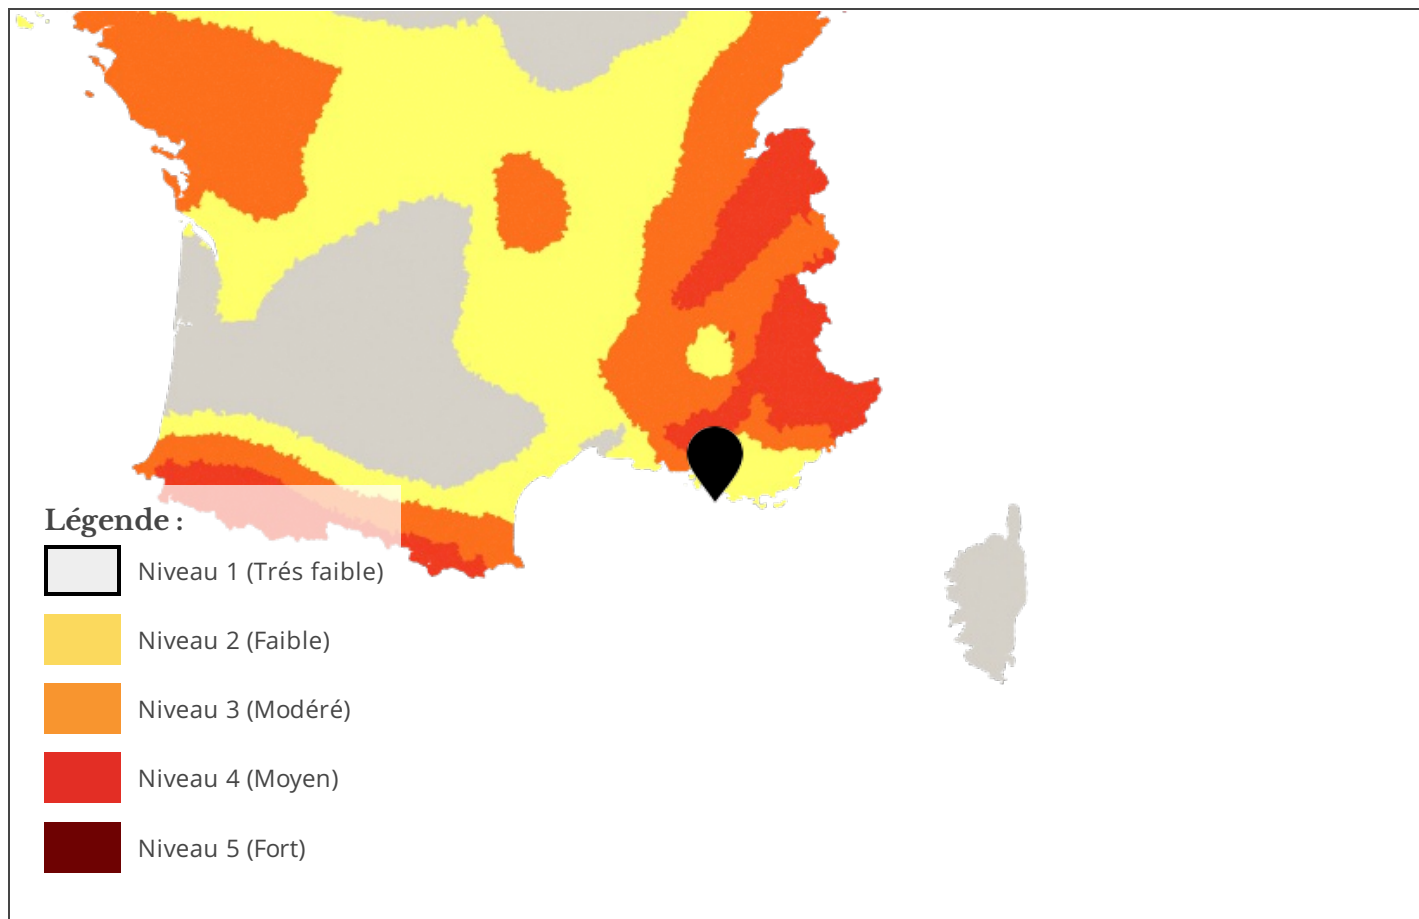 Légende :
Niveau 1 (Trés faible)
Niveau 2 (Faible)
Niveau 3 (Modéré)
Niveau 4 (Moyen)
Niveau 5 (Fort)